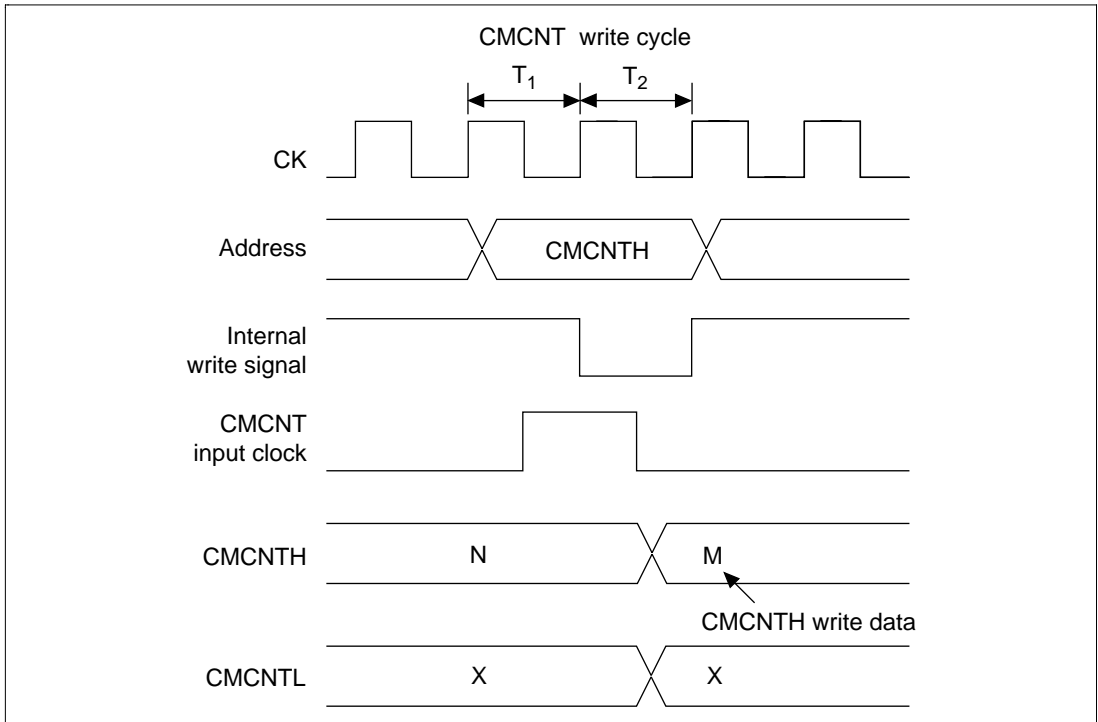 CMCNT write cycle
T1 T2
CK
Address CMCNTH
Internal
write signal
CMCNT
input clock
CMCNTH N M
CMCNTH write data
CMCNTL X X